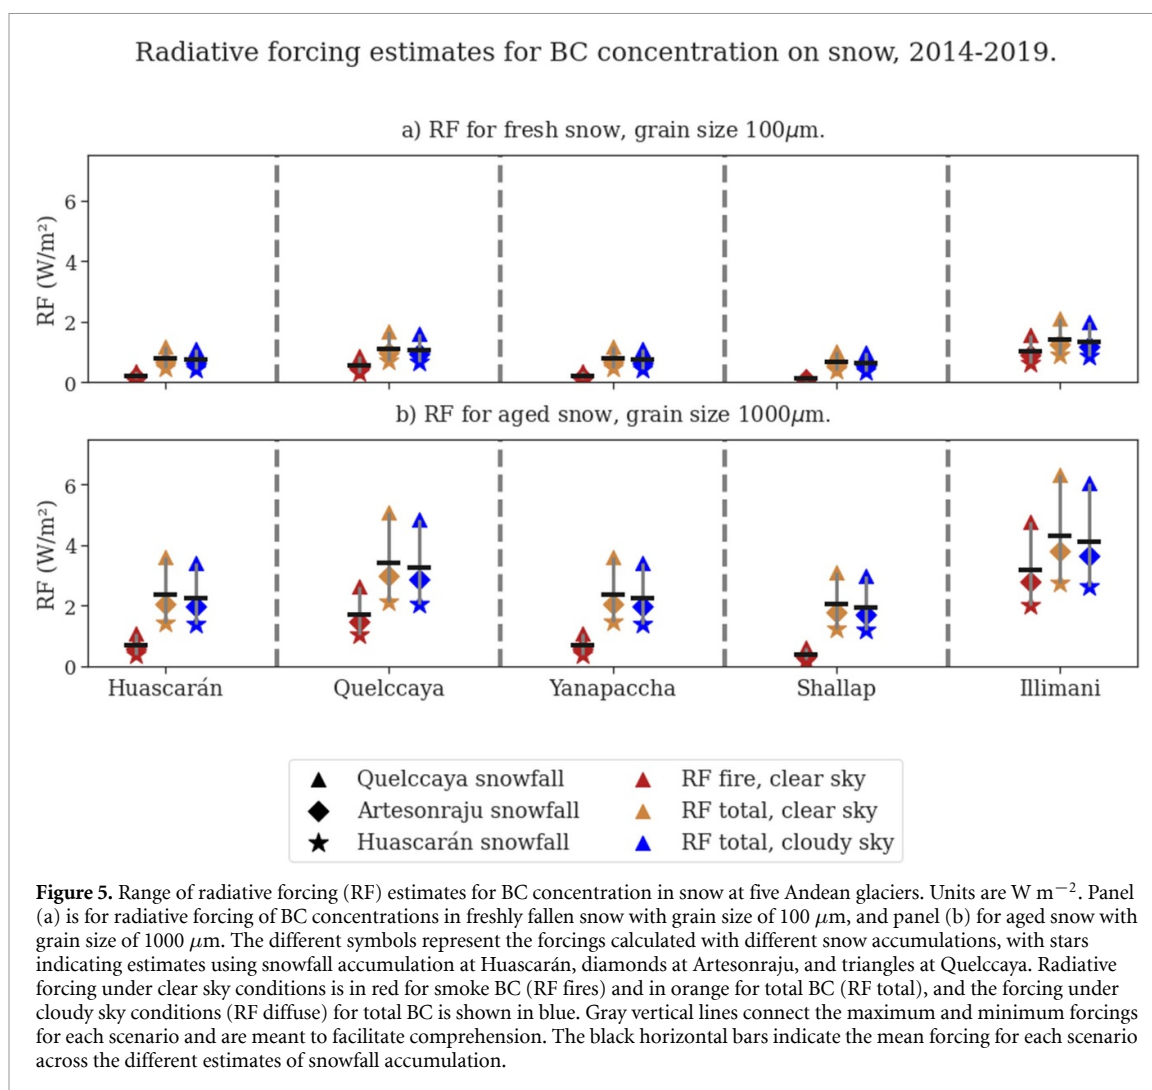 Radiative forcing estimates for BC concentration on snow, 2014-2019.
a) RF for fresh snow, grain size 100μm.
RF (W/m²)
6
4
2
0
b) RF for aged snow, grain size 1000μm.
RF (W/m²)
6
4
2
0
Huascarán Quelccaya Yanapaccha Shallap Illimani
Quelccaya snowfall RF fire, clear sky
Artesonraju snowfall RF total, clear sky
Huascarán snowfall RF total, cloudy sky
Figure 5. Range of radiative forcing (RF) estimates for BC concentration in snow at five Andean glaciers. Units are W m−2. Panel
(a) is for radiative forcing of BC concentrations in freshly fallen snow with grain size of 100 μm, and panel (b) for aged snow with
grain size of 1000 μm. The different symbols represent the forcings calculated with different snow accumulations, with stars
indicating estimates using snowfall accumulation at Huascarán, diamonds at Artesonraju, and triangles at Quelccaya. Radiative
forcing under clear sky conditions is in red for smoke BC (RF fires) and in orange for total BC (RF total), and the forcing under
cloudy sky conditions (RF diffuse) for total BC is shown in blue. Gray vertical lines connect the maximum and minimum forcings
for each scenario and are meant to facilitate comprehension. The black horizontal bars indicate the mean forcing for each scenario
across the different estimates of snowfall accumulation.